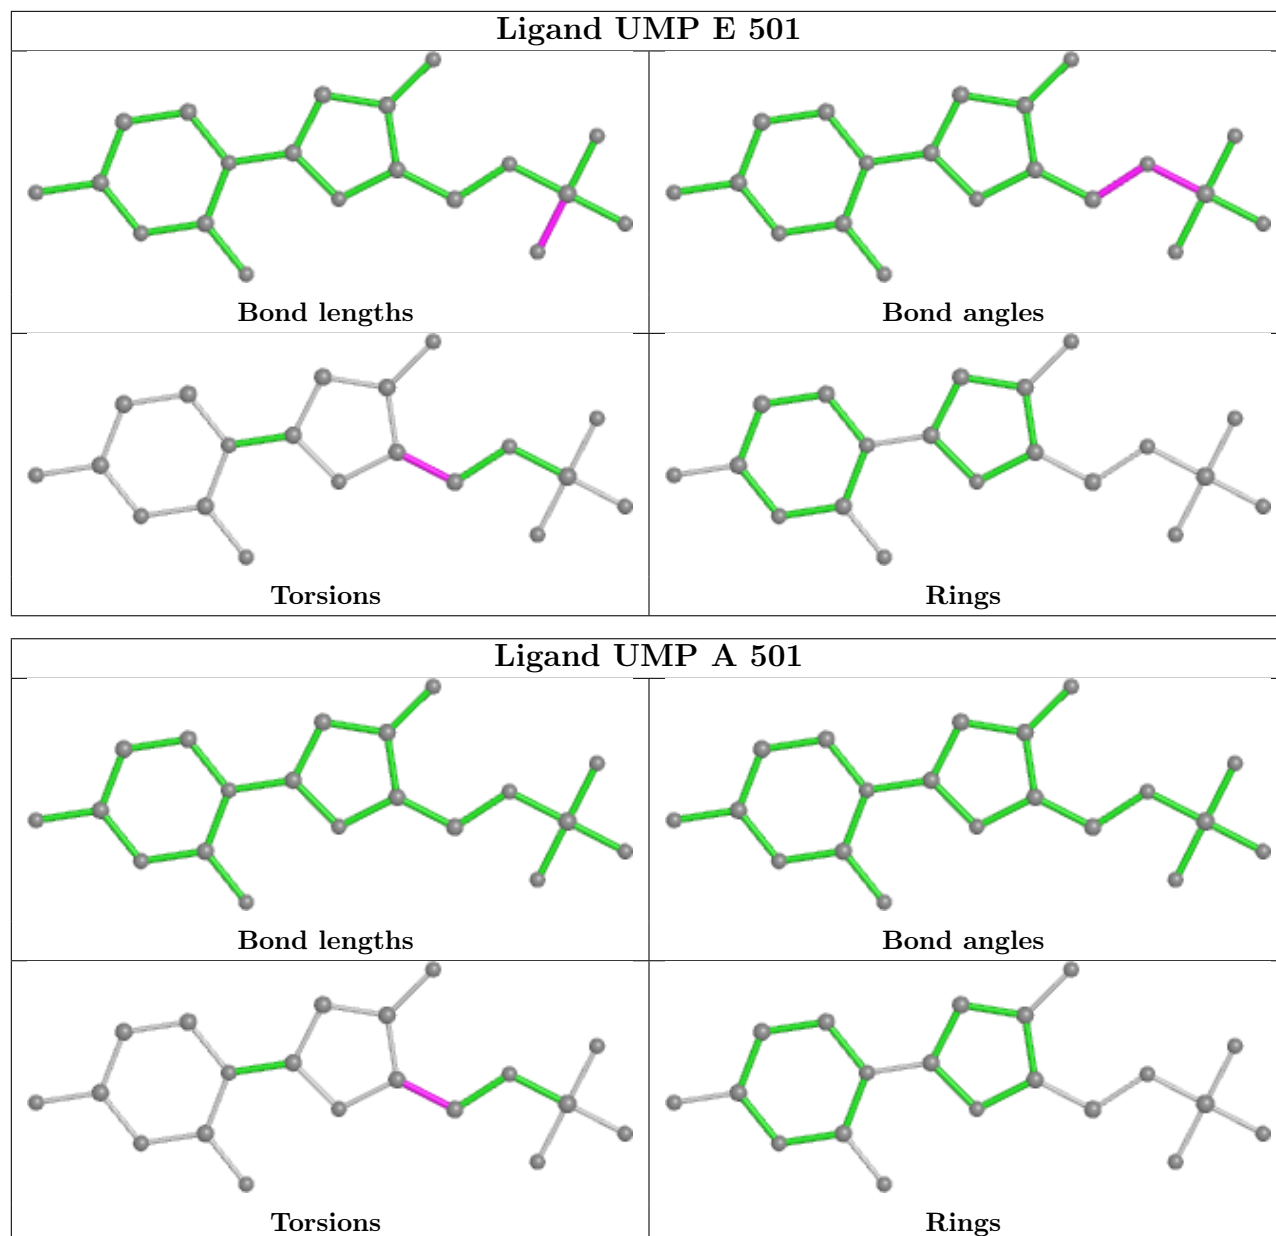 Ligand UMP E 501
Bond lengths
Bond angles
Torsions
Rings
Ligand UMP A 501
Bond lengths
Bond angles
Torsions
Rings